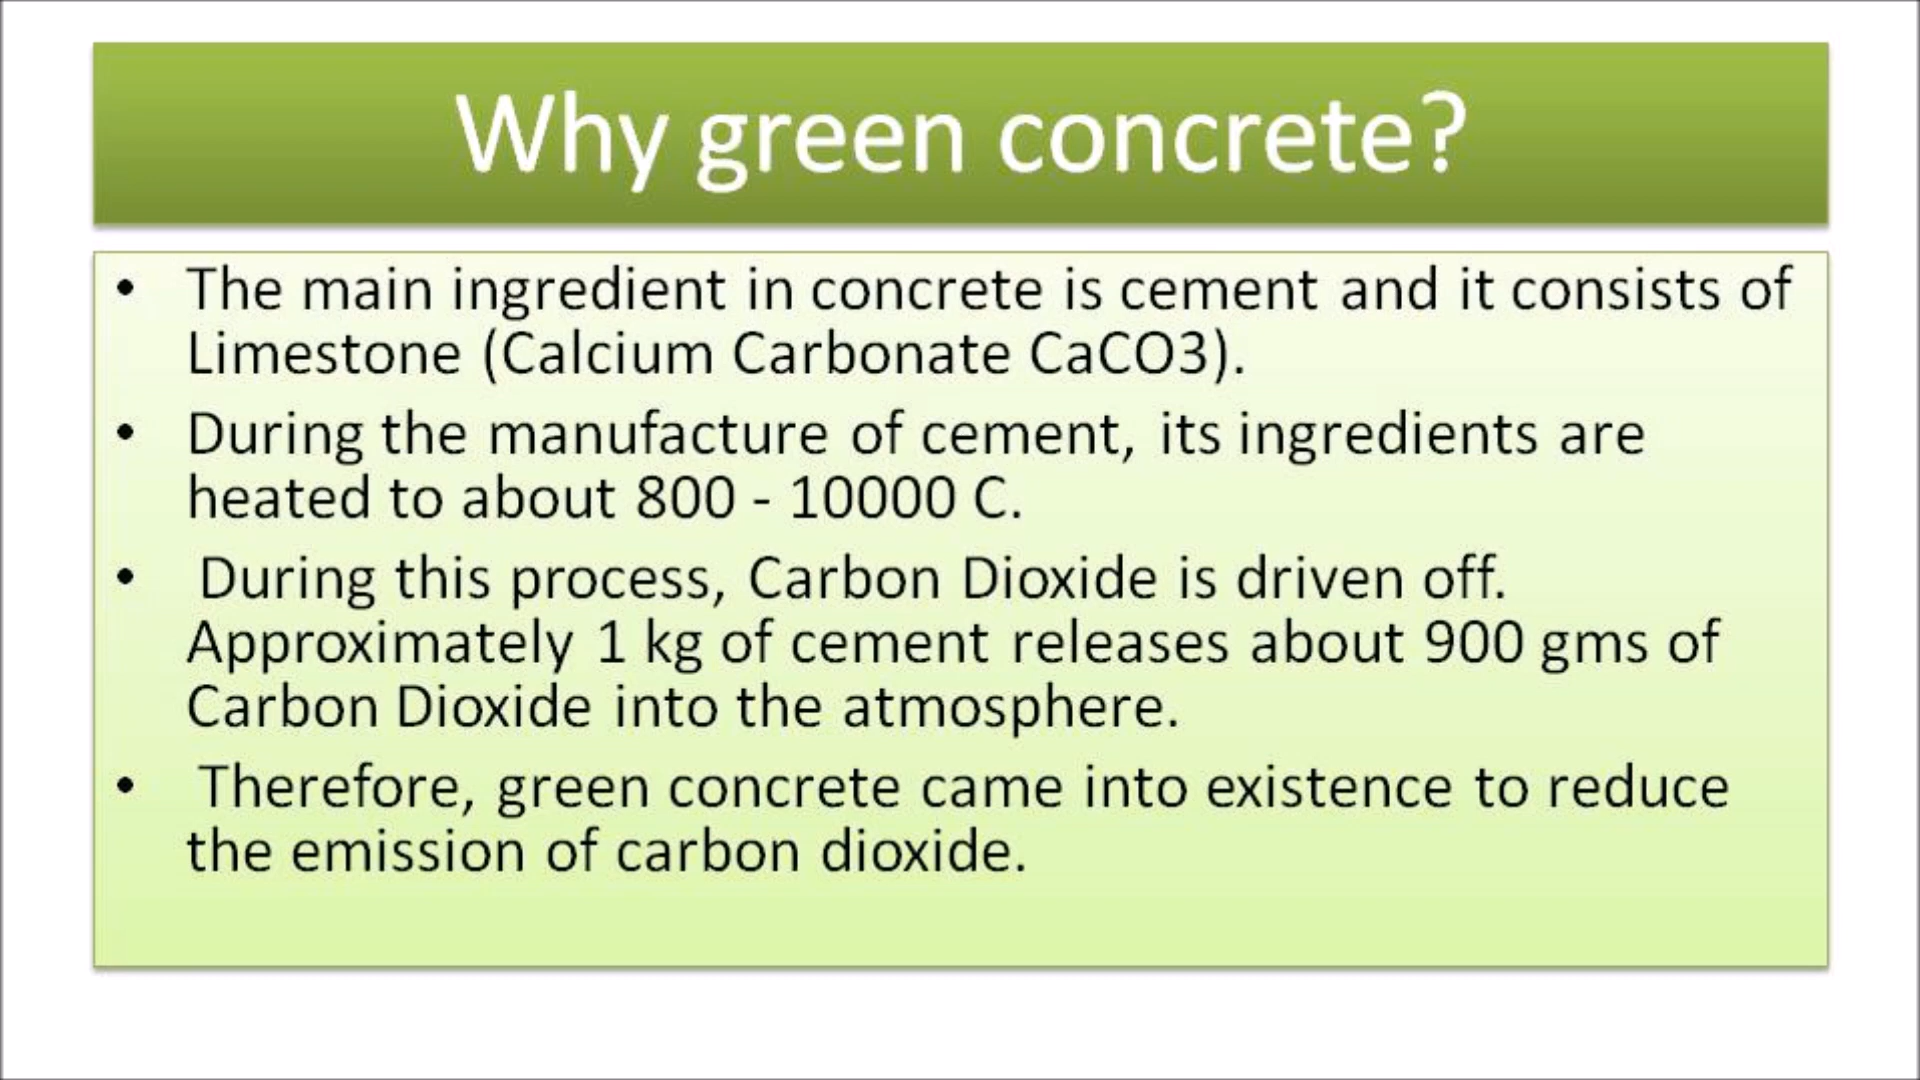 Why green concrete?
• The main ingredient in concrete is cement and it consists of
Limestone (Calcium Carbonate CaCO3).
• During the manufacture of cement, its ingredients are
heated to about 800 - 10000 C.
• During this process, Carbon Dioxide is driven off.
Approximately 1 kg of cement releases about 900 gms of
Carbon Dioxide into the atmosphere.
• Therefore, green concrete came into existence to reduce
the emission of carbon dioxide.